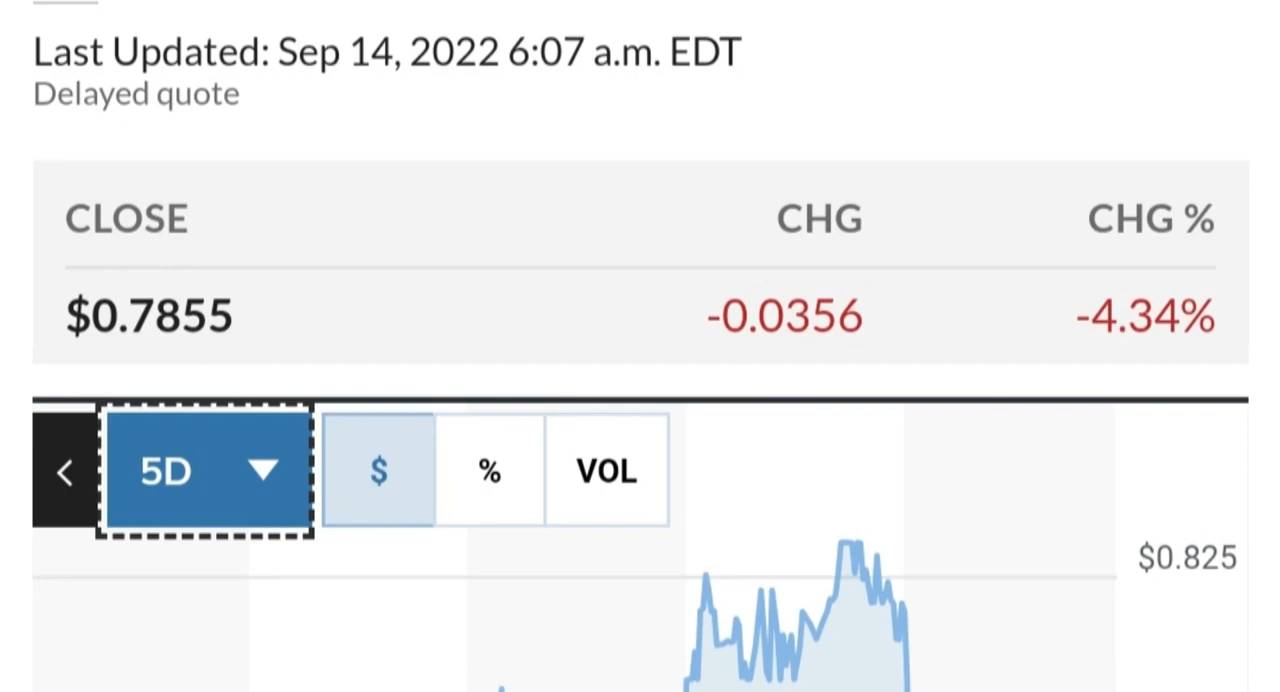 Last Updated: Sep 14, 2022 6:07 a.m. EDT
Delayed quote
CLOSE CHG CHG %
$0.7855 -0.0356 -4.34%
5D $ % VOL
$0.825